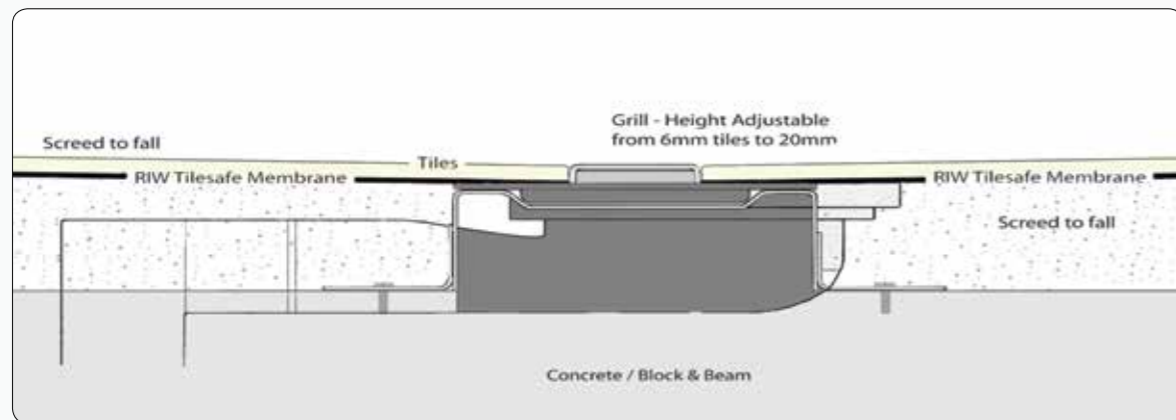 Grill - Height Adjustable
from 6mm tiles to 20mm
Screed to fall
Tiles
RIW Tilesafe Membrane
RIW Tilesafe Membrane
Screed to fall
Concrete / Block & Beam